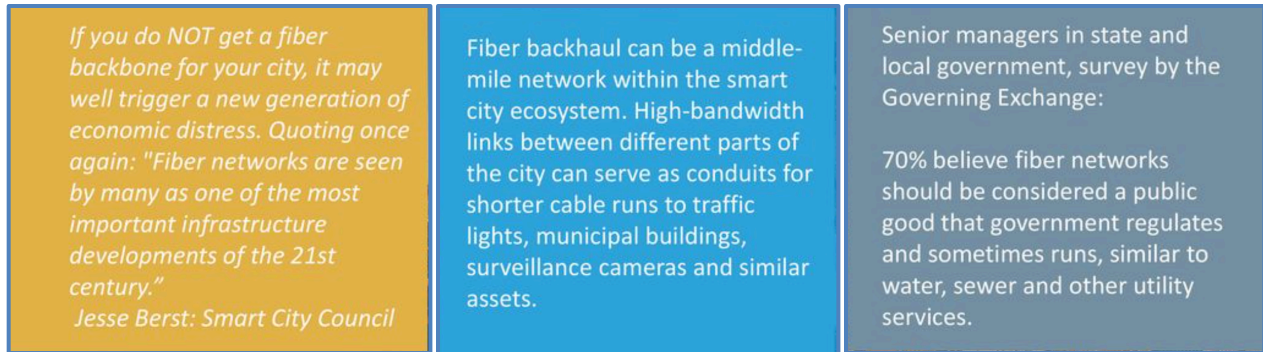 If you do NOT get a fiber
backbone for your city, it may
well trigger a new generation of
economic distress. Quoting once
again: "Fiber networks are seen
by many as one of the most
important infrastructure
developments of the 21st
century.”
Jesse Berst: Smart City Council
Fiber backhaul can be a middle-
mile network within the smart
city ecosystem. High-bandwidth
links between different parts of
the city can serve as conduits for
shorter cable runs to traffic
lights, municipal buildings,
surveillance cameras and similar
assets.
Senior managers in state and
local government, survey by the
Governing Exchange:
70% believe fiber networks
should be considered a public
good that government regulates
and sometimes runs, similar to
water, sewer and other utility
services.